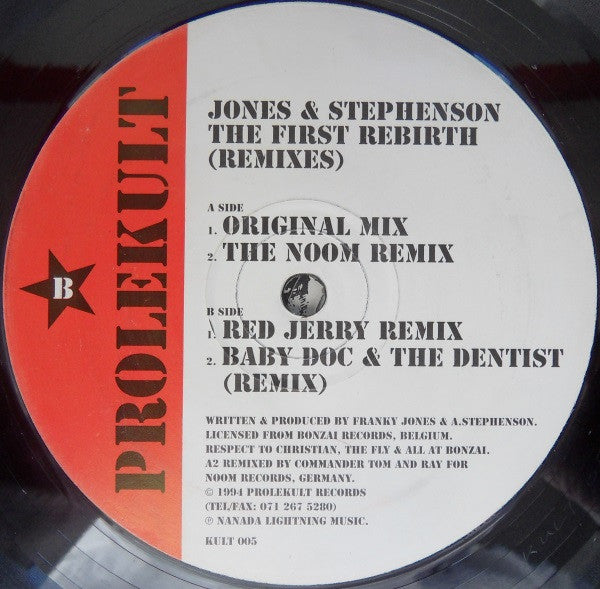 PROLEKULT
B
JONES & STEPHENSON
THE FIRST REBIRTH
(REMIXES)
A SIDE
1. ORIGINAL MIX
2. THE NOOM REMIX
B SIDE
1. RED JERRY REMIX
2. BABY DOC & THE DENTIST
(REMIX)
WRITTEN & PRODUCED BY FRANKY JONES & A.STEPHENSON.
LICENSED FROM BONZAI RECORDS, BELGIUM.
RESPECT TO CHRISTIAN, THE FLY & ALL AT BONZAI.
A2 REMIXED BY COMMANDER TOM AND RAY FOR
NOOM RECORDS, GERMANY.
© 1994 PROLEKULT RECORDS
(TEL/FAX: 071 267 5280)
℗ NANADA LIGHTNING MUSIC.
KULT 005